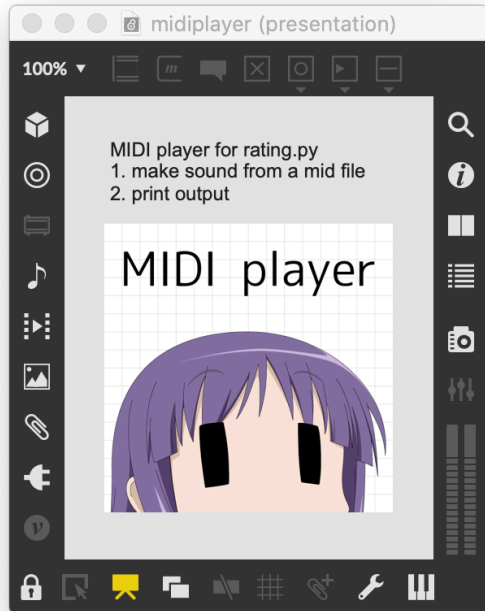 midiplayer (presentation)
100%
MIDI player for rating.py
1. make sound from a mid file
2. print output
MIDI player